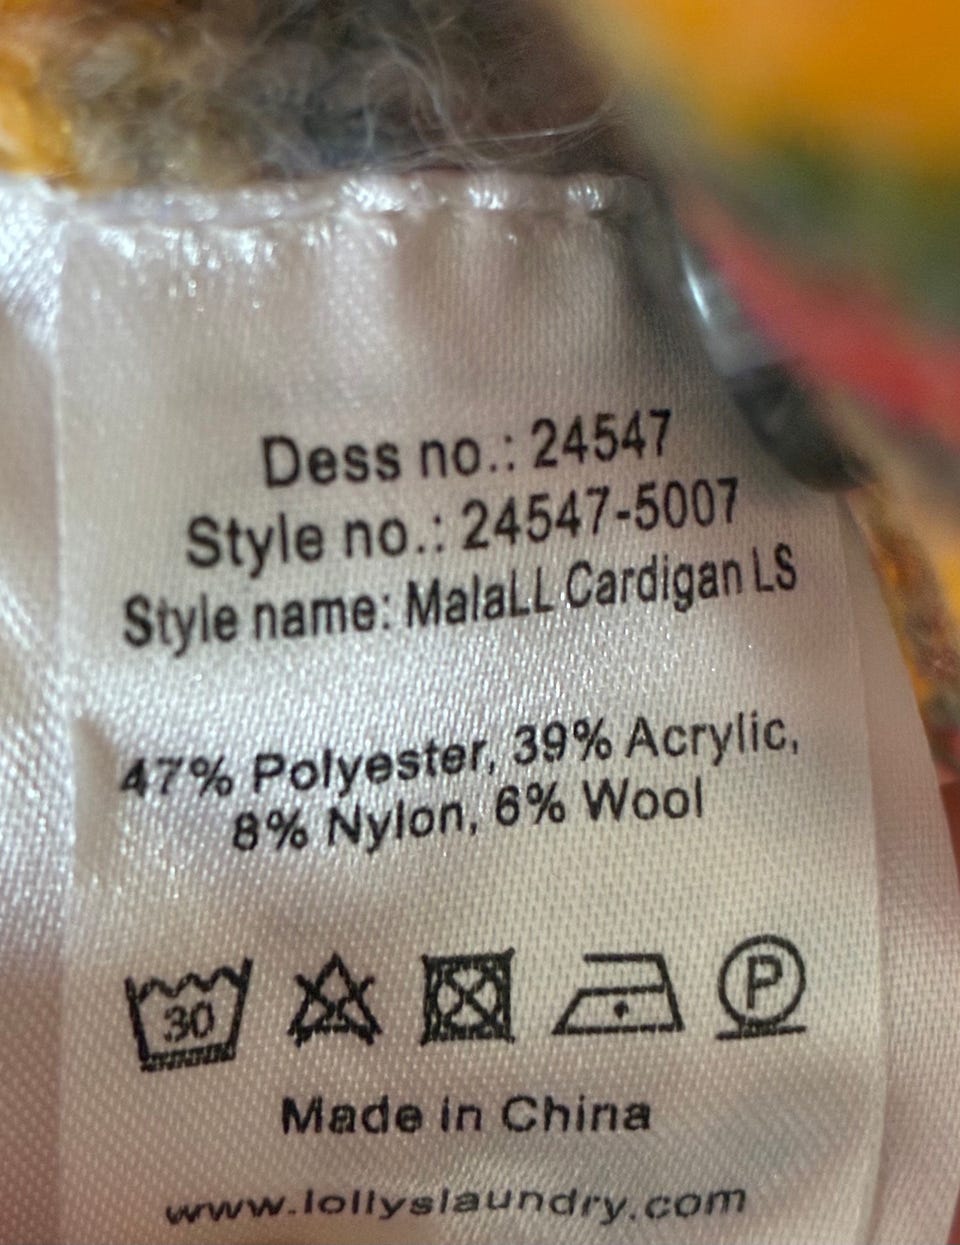 Dess no.: 24547
Style no.: 24547-5007
Style name: MalaLL Cardigan LS
47% Polyester, 39% Acrylic,
8% Nylon, 6% Wool
30 P
Made in China
www.lollyslaundry.com